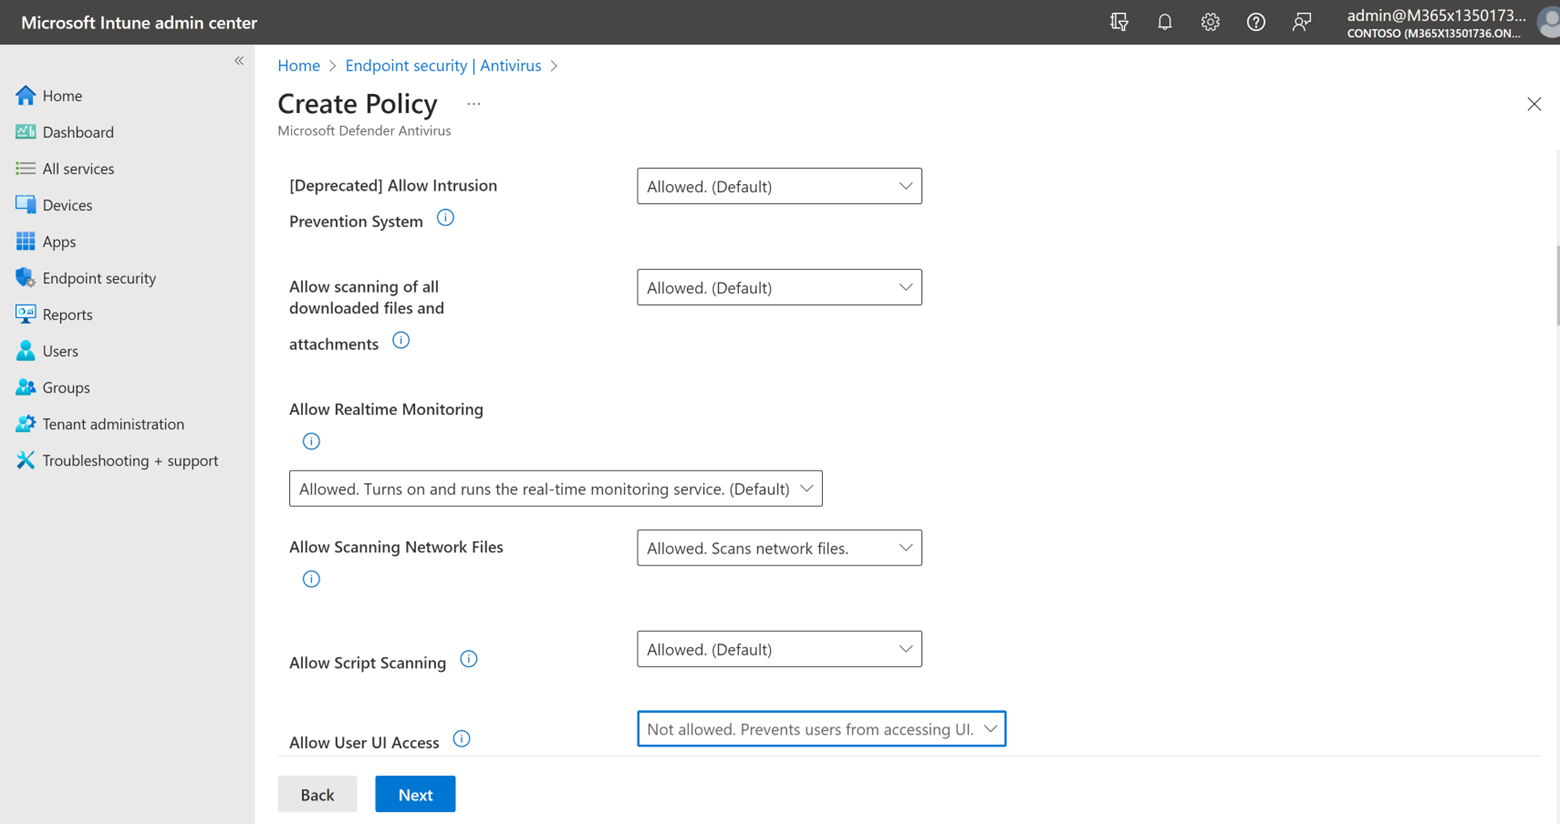 Microsoft Intune admin center
admin@M365x1350173...
CONTOSO (M365X13501736.ON...
Home
Dashboard
All services
Devices
Apps
Endpoint security
Reports
Users
Groups
Tenant administration
Troubleshooting + support
Home > Endpoint security | Antivirus >
Create Policy ...
Microsoft Defender Antivirus
[Deprecated] Allow Intrusion
Prevention System
Allowed. (Default)
Allow scanning of all
downloaded files and
attachments
Allowed. (Default)
Allow Realtime Monitoring
Allowed. Turns on and runs the real-time monitoring service. (Default)
Allow Scanning Network Files
Allowed. Scans network files.
Allow Script Scanning
Allowed. (Default)
Allow User UI Access
Not allowed. Prevents users from accessing UI.
Back
Next